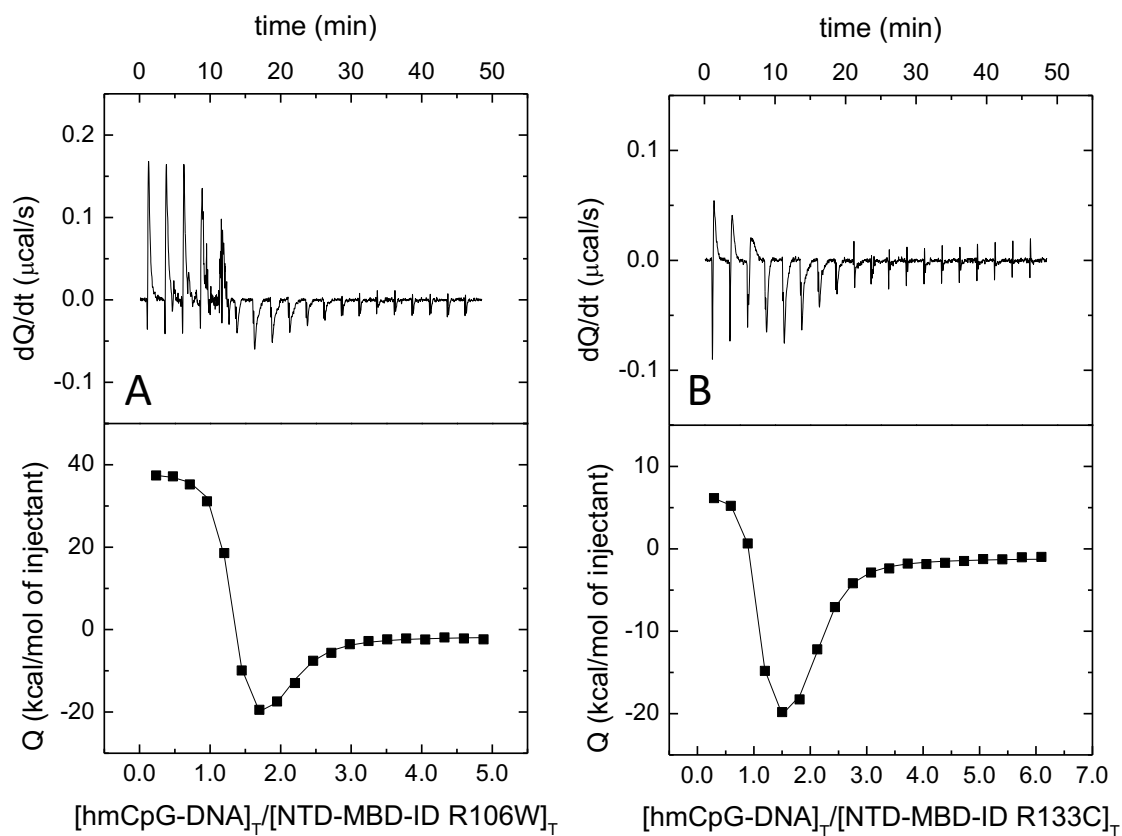 time (min)
0 10 20 30 40 50
0.2
0.1
0.0
-0.1
dQ/dt (μcal/s)
A
40
20
0
-20
Q (kcal/mol of injectant)
0.0 1.0 2.0 3.0 4.0 5.0
[hmCpG-DNA]T/[NTD-MBD-ID R106W]T
time (min)
0 10 20 30 40 50
0.1
0.0
-0.1
dQ/dt (μcal/s)
B
10
0
-10
-20
Q (kcal/mol of injectant)
0.0 1.0 2.0 3.0 4.0 5.0 6.0 7.0
[hmCpG-DNA]T/[NTD-MBD-ID R133C]T